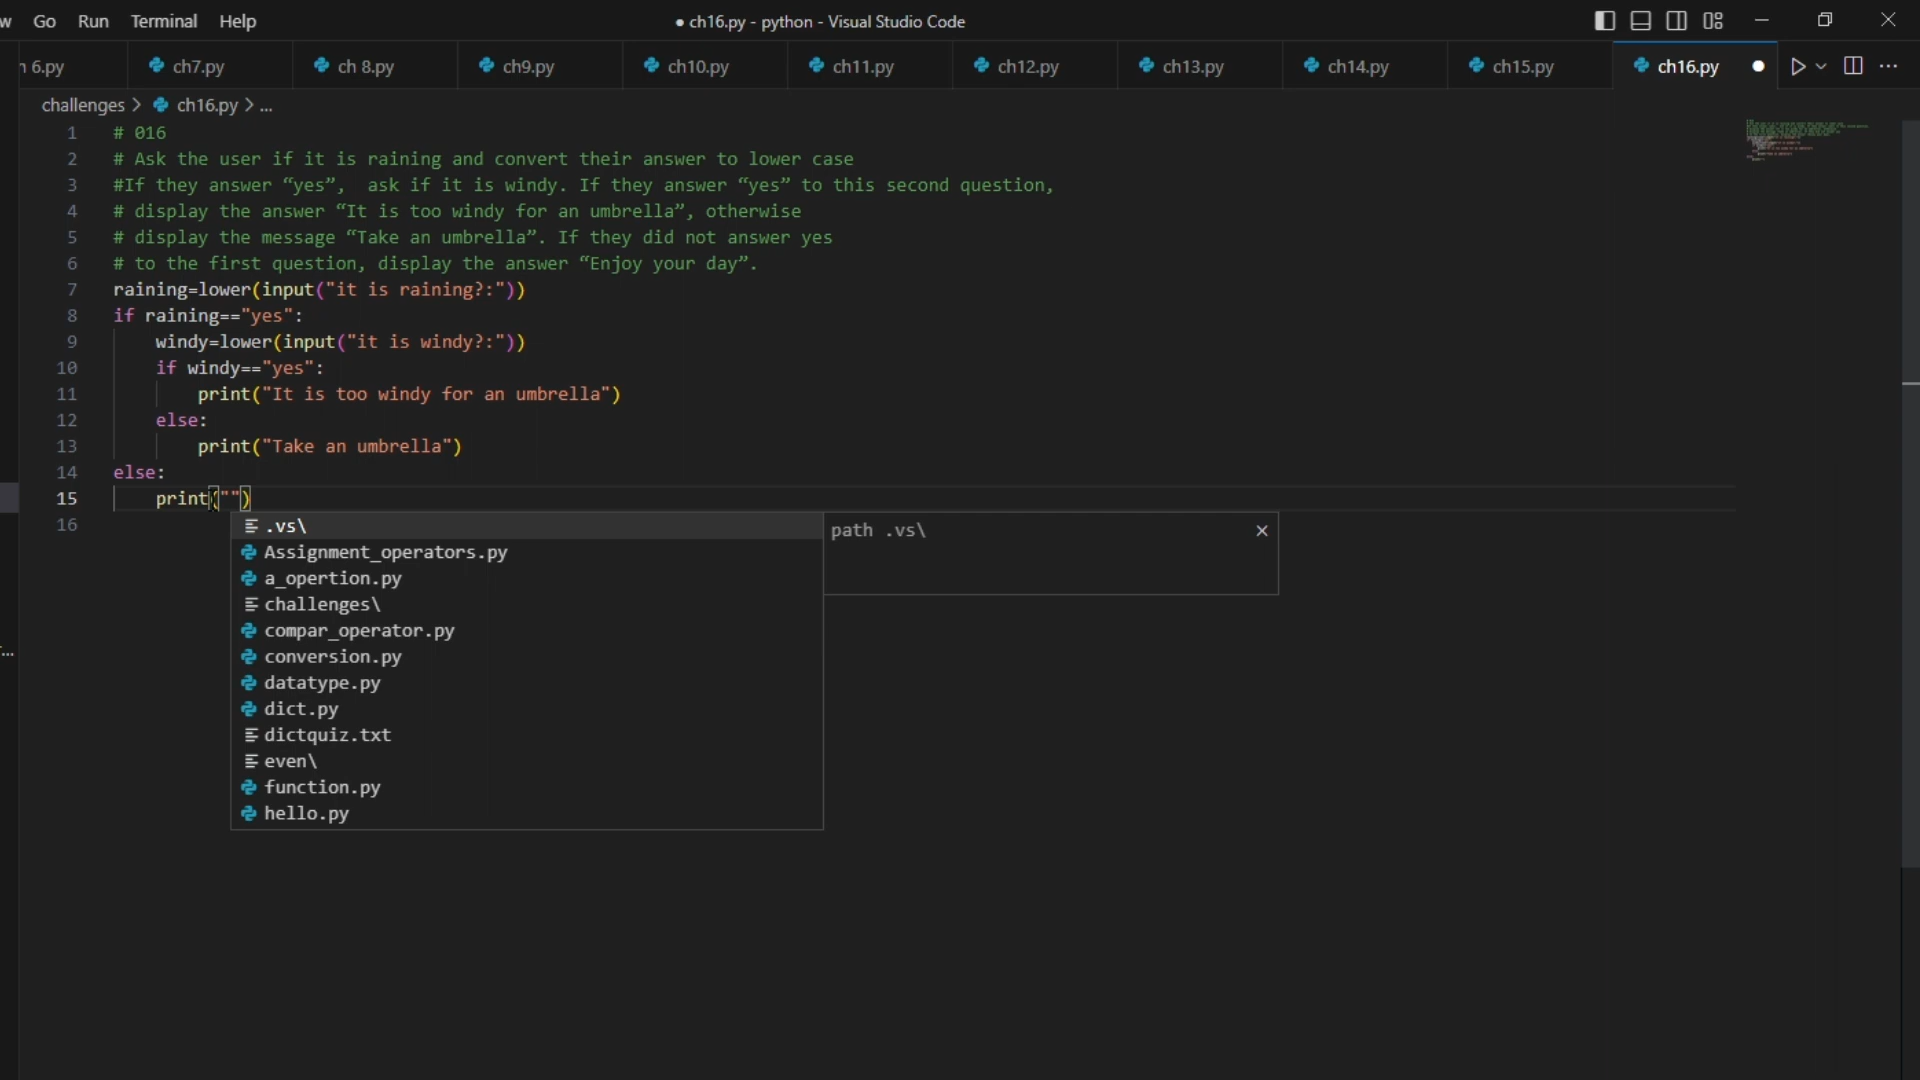 w Go Run Terminal Help
● ch16.py - python - Visual Studio Code
6.py ch7.py ch 8.py ch9.py ch10.py ch11.py ch12.py ch13.py ch14.py ch15.py ch16.py
challenges > ch16.py > ...
1 # 016
2 # Ask the user if it is raining and convert their answer to lower case
3 #If they answer “yes”, ask if it is windy. If they answer “yes” to this second question,
4 # display the answer “It is too windy for an umbrella”, otherwise
5 # display the message “Take an umbrella”. If they did not answer yes
6 # to the first question, display the answer “Enjoy your day”.
7 raining=lower(input("it is raining?:"))
8 if raining=="yes":
9 windy=lower(input("it is windy?:"))
10 if windy=="yes":
11 print("It is too windy for an umbrella")
12 else:
13 print("Take an umbrella")
14 else:
15 print("")
16
.vs\
path .vs\
Assignment_operators.py
a_opertion.py
challenges\
compar_operator.py
conversion.py
datatype.py
dict.py
dictquiz.txt
even\
function.py
hello.py